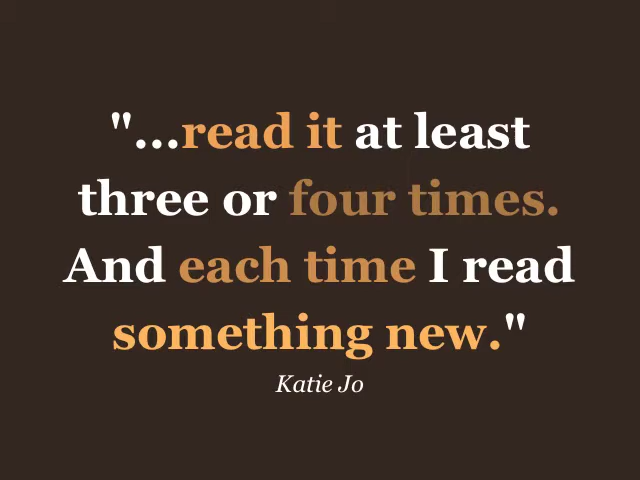 "...read it at least
three or four times.
And each time I read
something new."
Katie Jo